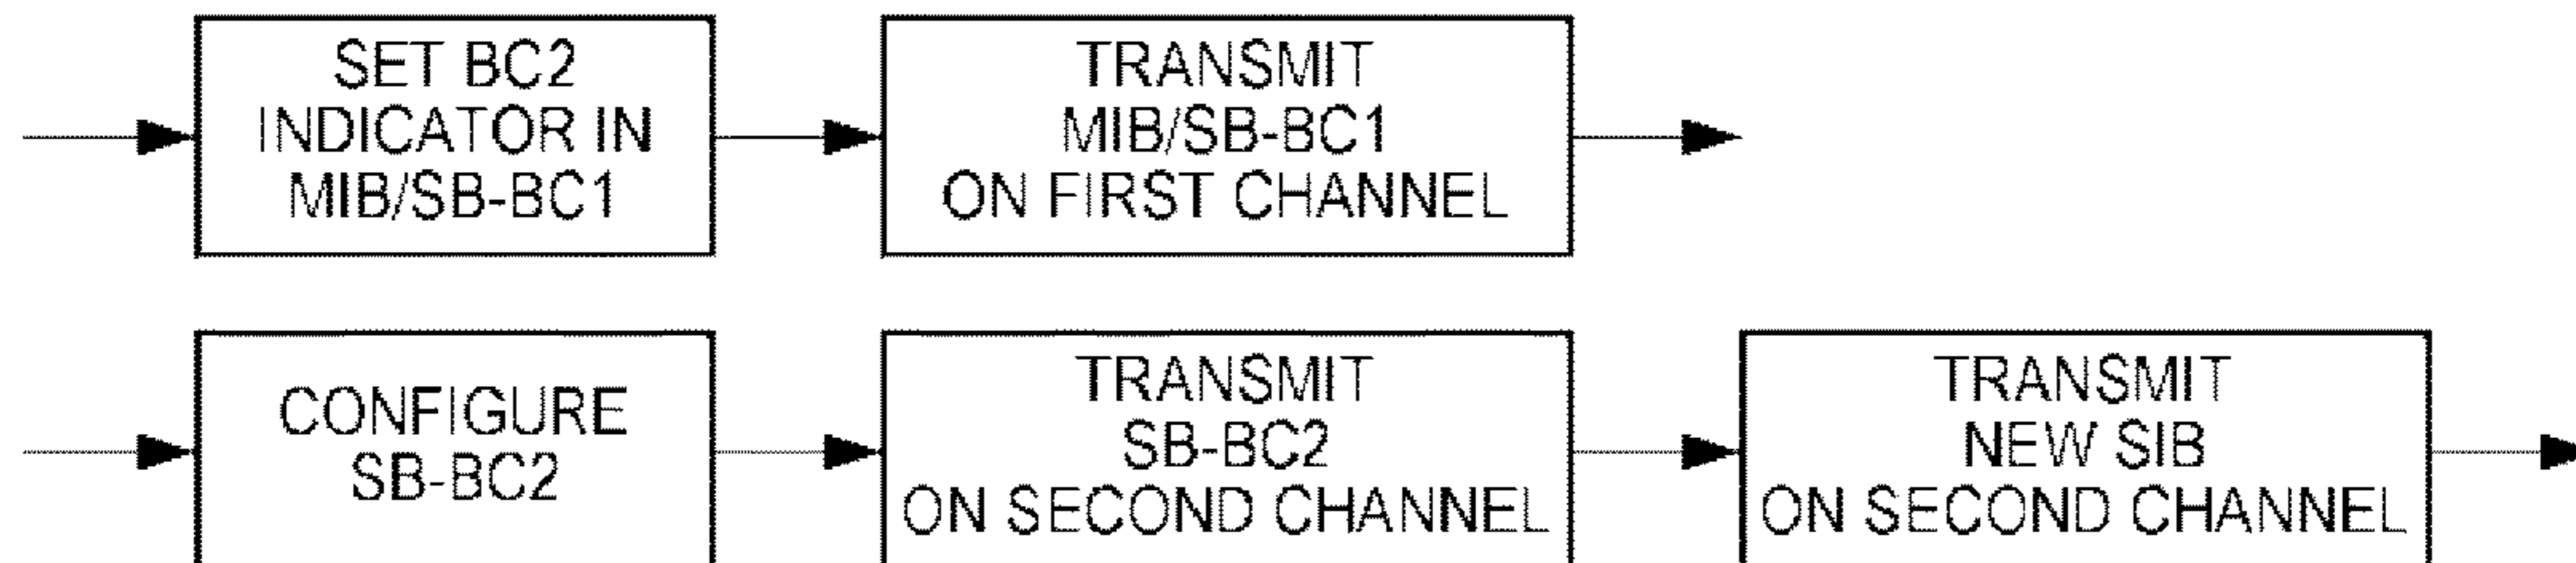 SET BC2
INDICATOR IN
MIB/SB-BC1
TRANSMIT
MIB/SB-BC1
ON FIRST CHANNEL
CONFIGURE
SB-BC2
TRANSMIT
SB-BC2
ON SECOND CHANNEL
TRANSMIT
NEW SIB
ON SECOND CHANNEL